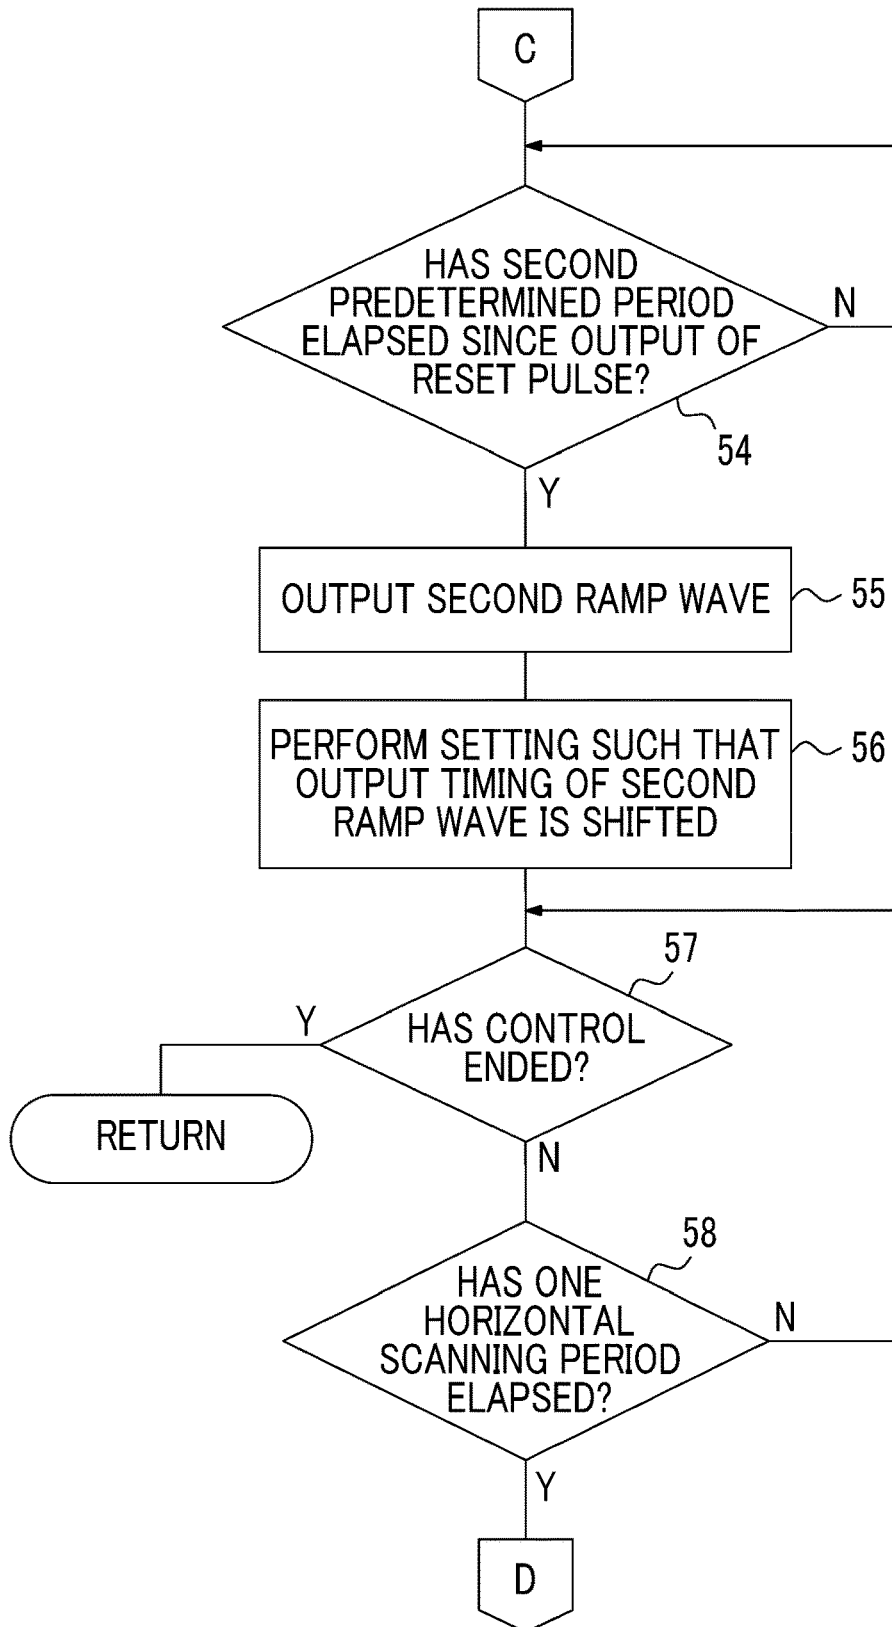 C
HAS SECOND
PREDETERMINED PERIOD
ELAPSED SINCE OUTPUT OF
RESET PULSE?
N
54
Y
OUTPUT SECOND RAMP WAVE
55
PERFORM SETTING SUCH THAT
OUTPUT TIMING OF SECOND
RAMP WAVE IS SHIFTED
56
57
Y
HAS CONTROL
ENDED?
RETURN
N
58
HAS ONE
HORIZONTAL
SCANNING PERIOD
ELAPSED?
N
Y
D